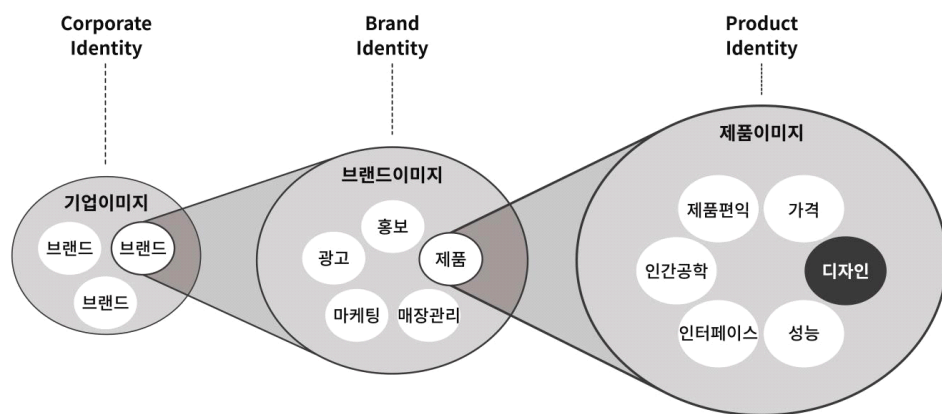 Corporate
Identity
Brand
Identity
Product
Identity
기업이미지
브랜드
브랜드
브랜드
브랜드이미지
홍보
광고
제품
마케팅
매장관리
제품이미지
제품편익
가격
인간공학
디자인
인터페이스
성능